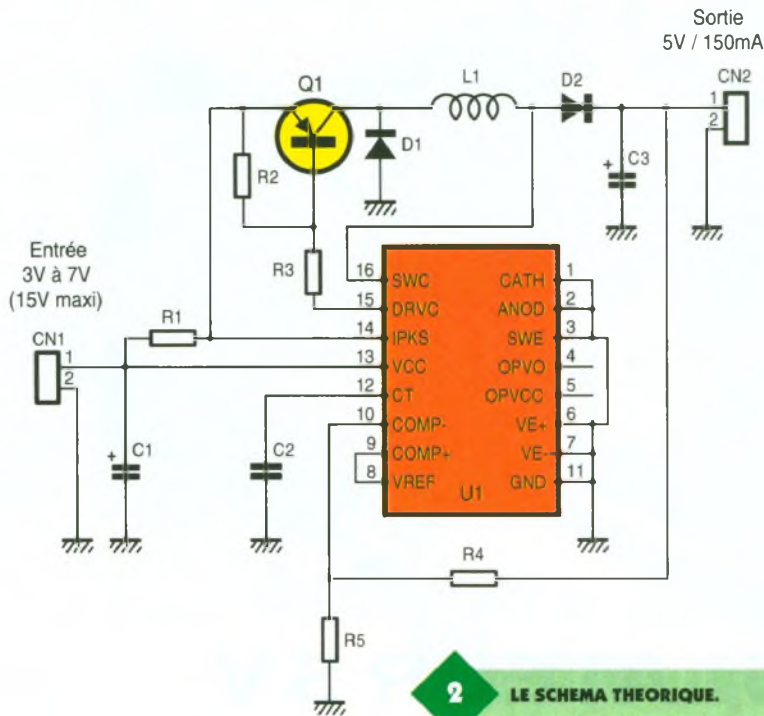 Sortie
5V / 150mA
CN2
1
2
Q1
L1
D2
D1
R2
+
C3
R3
Entrée
3V à 7V
(15V maxi)
CN1
1
2
R1
16 SWC CATH 1
15 DRVC ANOD 2
14 IPKS SWE 3
13 VCC OPVO 4
12 CT OPVCC 5
10 COMP- VE+ 6
9 COMP+ VE- 7
8 VREF GND 11
U1
+
C1
C2
R4
R5
2 LE SCHEMA THEORIQUE.